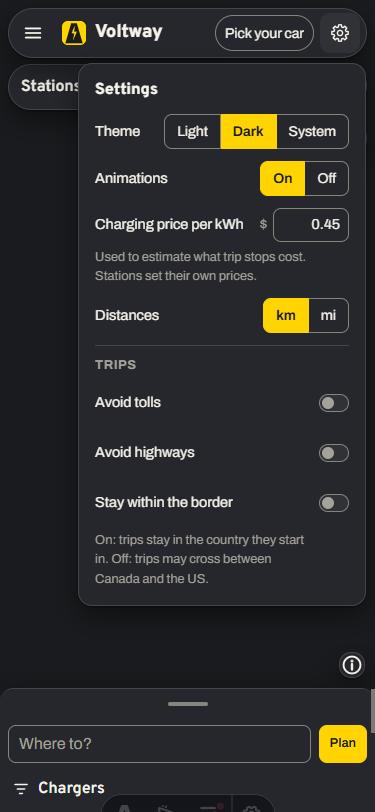 Voltway
Pick your car
Stations
Settings
Theme
Light
Dark
System
Animations
On
Off
Charging price per kWh
$
0.45
Used to estimate what trip stops cost.
Stations set their own prices.
Distances
km
mi
TRIPS
Avoid tolls
Avoid highways
Stay within the border
On: trips stay in the country they start
in. Off: trips may cross between
Canada and the US.
Where to?
Plan
Chargers